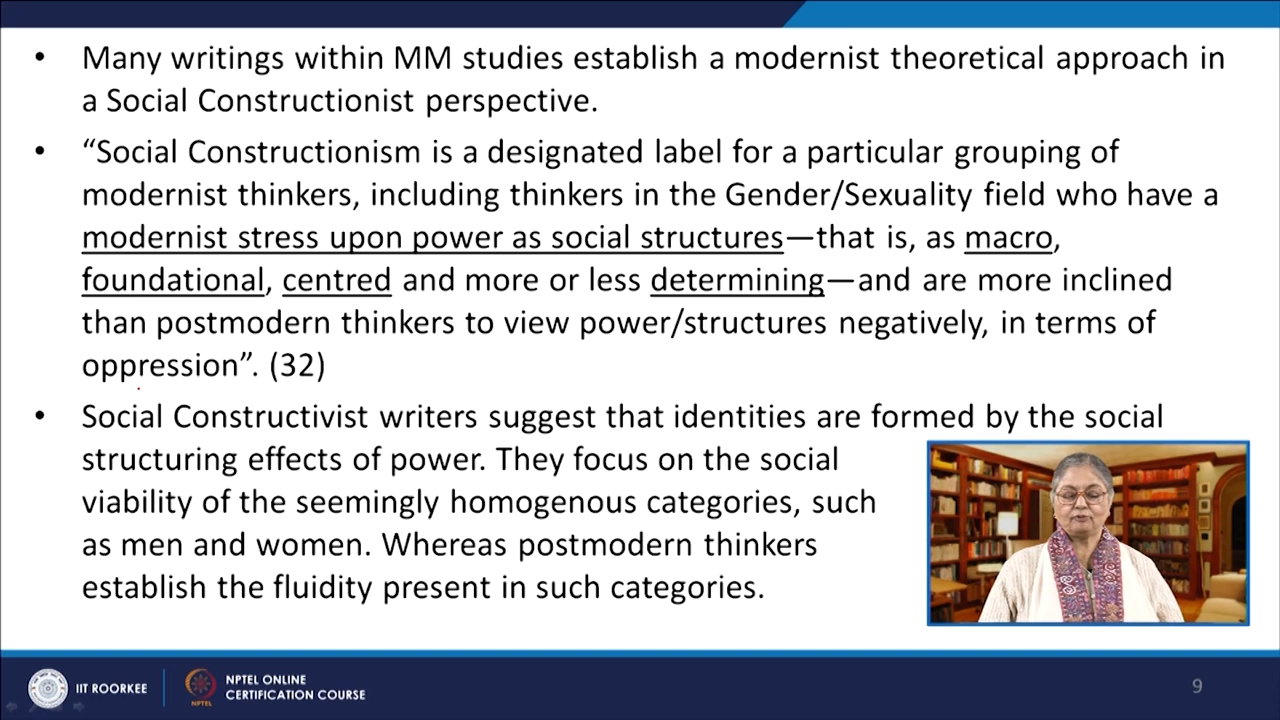 • Many writings within MM studies establish a modernist theoretical approach in
a Social Constructionist perspective.
• “Social Constructionism is a designated label for a particular grouping of
modernist thinkers, including thinkers in the Gender/Sexuality field who have a
modernist stress upon power as social structures—that is, as macro,
foundational, centred and more or less determining—and are more inclined
than postmodern thinkers to view power/structures negatively, in terms of
oppression”. (32)
• Social Constructivist writers suggest that identities are formed by the social
structuring effects of power. They focus on the social
viability of the seemingly homogenous categories, such
as men and women. Whereas postmodern thinkers
establish the fluidity present in such categories.
IIT ROORKEE
NPTEL
NPTEL ONLINE
CERTIFICATION COURSE
9